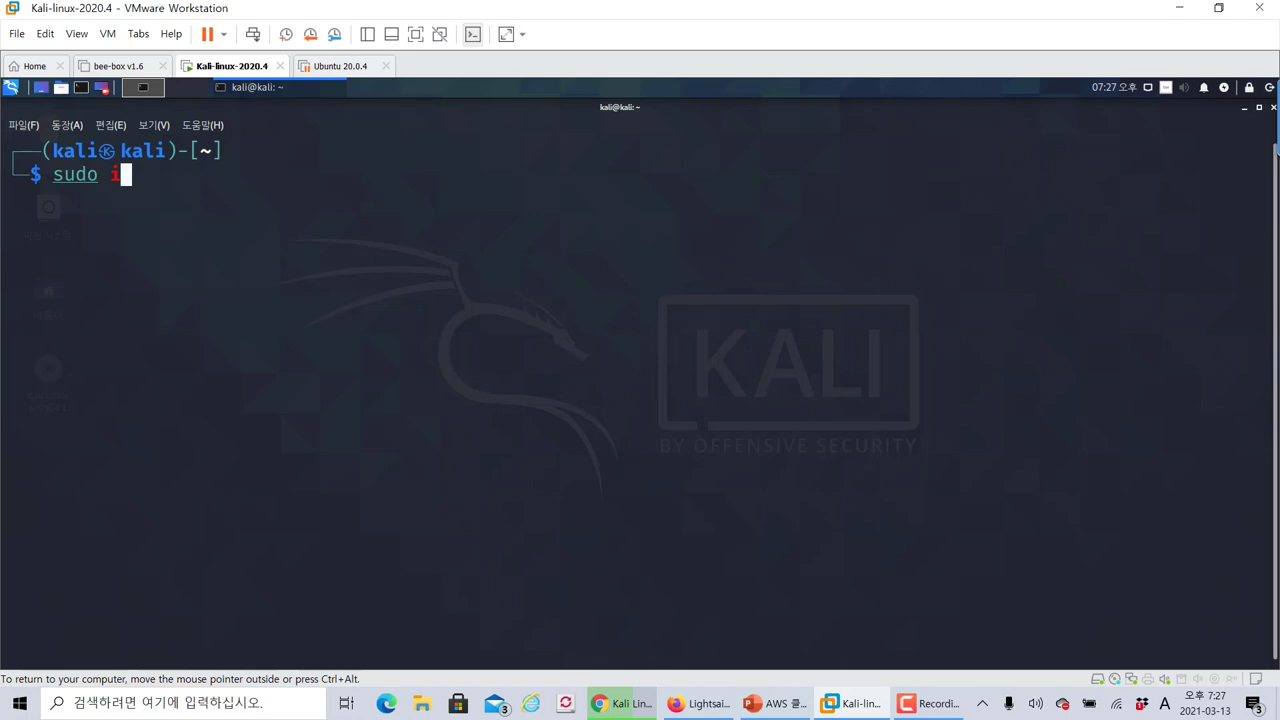 Kali-linux-2020.4 - VMware Workstation
File Edit View VM Tabs Help
Home bee-box v1.6 Kali-linux-2020.4 Ubuntu 20.0.4
kali@kali: ~ 07:27 오후
kali@kali: ~
파일(F) 동작(A) 편집(E) 보기(V) 도움말(H)
(kali㉿kali)-[~]
$ sudo i
KALI
BY OFFENSIVE SECURITY
To return to your computer, move the mouse pointer outside or press Ctrl+Alt.
검색하려면 여기에 입력하십시오. 3 Kali Lin... Lightsai... AWS 클... Kali-lin... Recordi... A 오후 7:27
2021-03-13 3